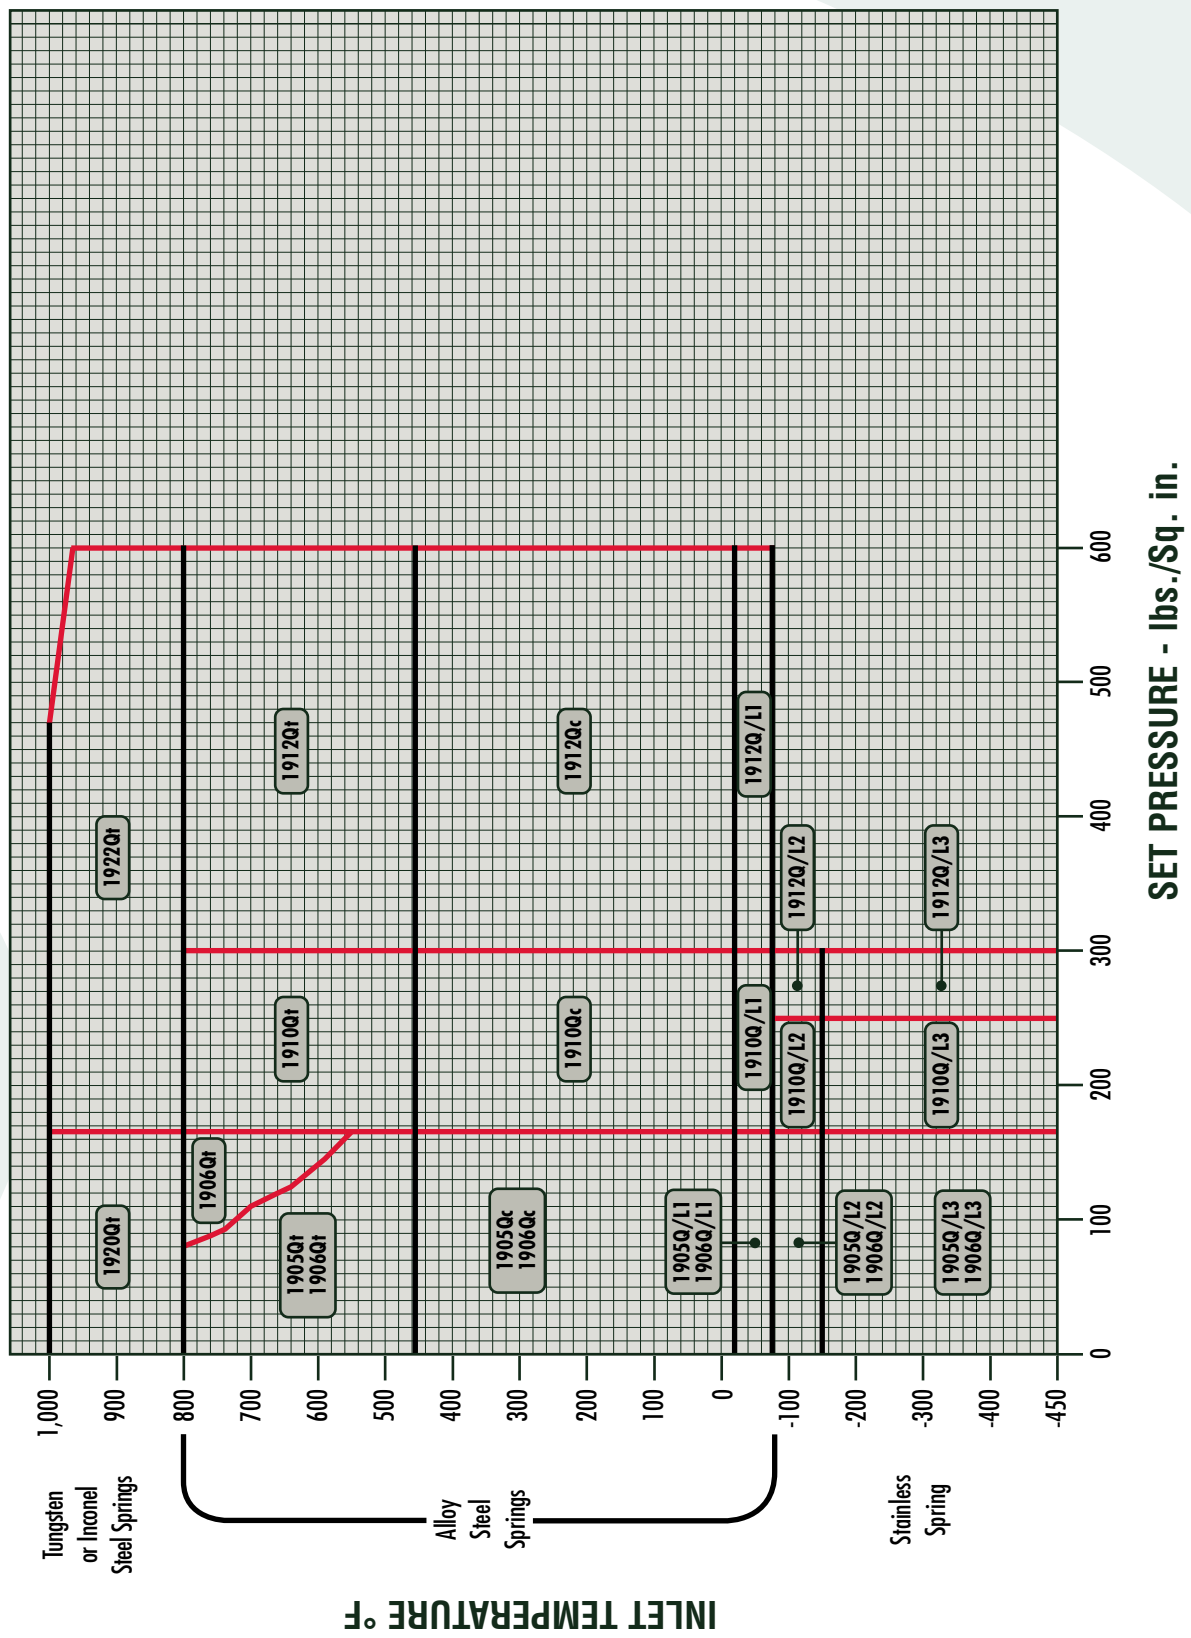 INLET TEMPERATURE °F
Tungsten
or Inconel
Steel Springs
Alloy
Steel
Springs
Stainless
Spring
1,000
900
800
700
600
500
400
300
200
100
0
-100
-200
-300
-400
-450
1920Qt
1922Qt
1906Qt
1905Qt
1906Qt
1910Qt
1912Qt
1905Qc
1906Qc
1910Qc
1912Qc
1905Q/L1
1906Q/L1
1910Q/L1
1912Q/L1
1905Q/L2
1906Q/L2
1910Q/L2
1912Q/L2
1905Q/L3
1906Q/L3
1910Q/L3
1912Q/L3
0
100
200
300
400
500
600
SET PRESSURE - lbs./Sq. in.